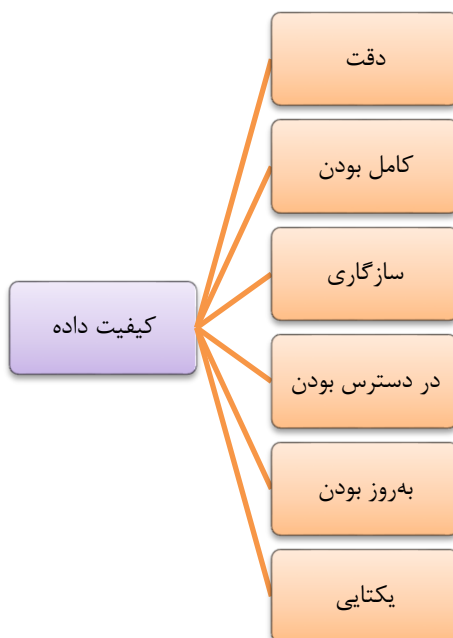 دقت
کامل بودن
سازگاری
کیفیت داده
در دسترس بودن
به‌روز بودن
یکتایی